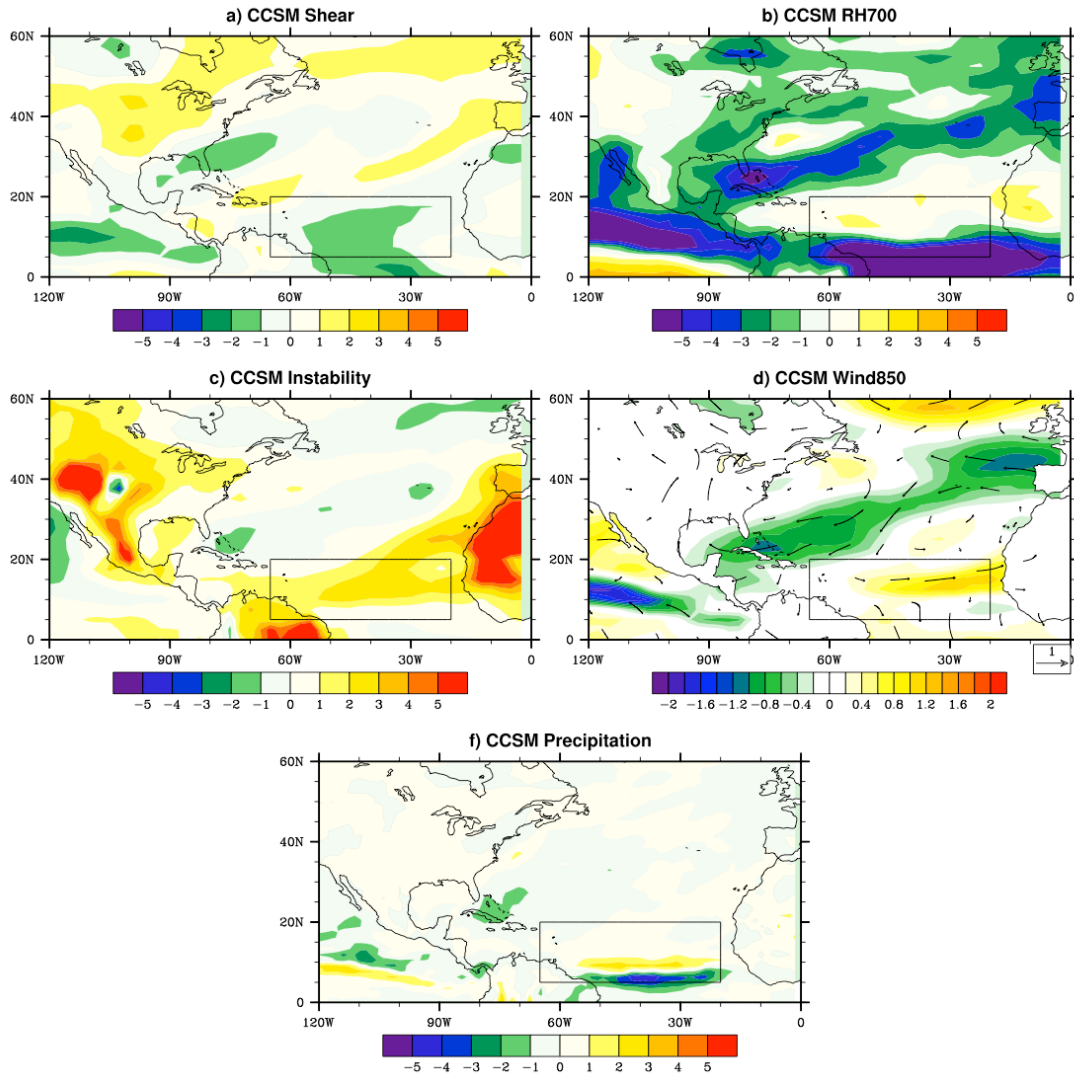 a) CCSM Shear
60N
40N
20N
0
120W 90W 60W 30W 0
−5 −4 −3 −2 −1 0 1 2 3 4 5
b) CCSM RH700
60N
40N
20N
0
120W 90W 60W 30W 0
−5 −4 −3 −2 −1 0 1 2 3 4 5
c) CCSM Instability
60N
40N
20N
0
120W 90W 60W 30W 0
−5 −4 −3 −2 −1 0 1 2 3 4 5
d) CCSM Wind850
60N
40N
20N
0
120W 90W 60W 30W 0
1
−2 −1.6 −1.2 −0.8 −0.4 0 0.4 0.8 1.2 1.6 2
f) CCSM Precipitation
60N
40N
20N
0
120W 90W 60W 30W 0
−5 −4 −3 −2 −1 0 1 2 3 4 5